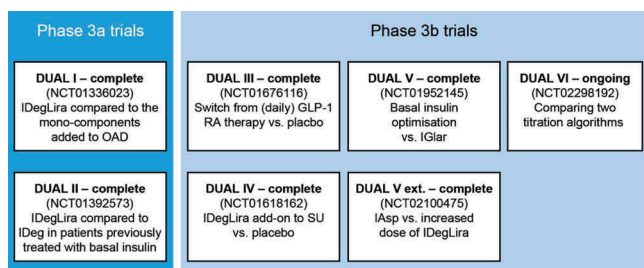 Phase 3a trials
DUAL I – complete
(NCT01336023)
IDegLira compared to the
mono-components
added to OAD
DUAL II – complete
(NCT01392573)
IDegLira compared to
IDeg in patients previously
treated with basal insulin
Phase 3b trials
DUAL III – complete
(NCT01676116)
Switch from (daily) GLP-1
RA therapy vs. placbo
DUAL V – complete
(NCT01952145)
Basal insulin
optimisation
vs. IGlar
DUAL VI – ongoing
(NCT02298192)
Comparing two
titration algorithms
DUAL IV – complete
(NCT01618162)
IDegLira add-on to SU
vs. placebo
DUAL V ext. – complete
(NCT02100475)
IAsp vs. increased
dose of IDegLira